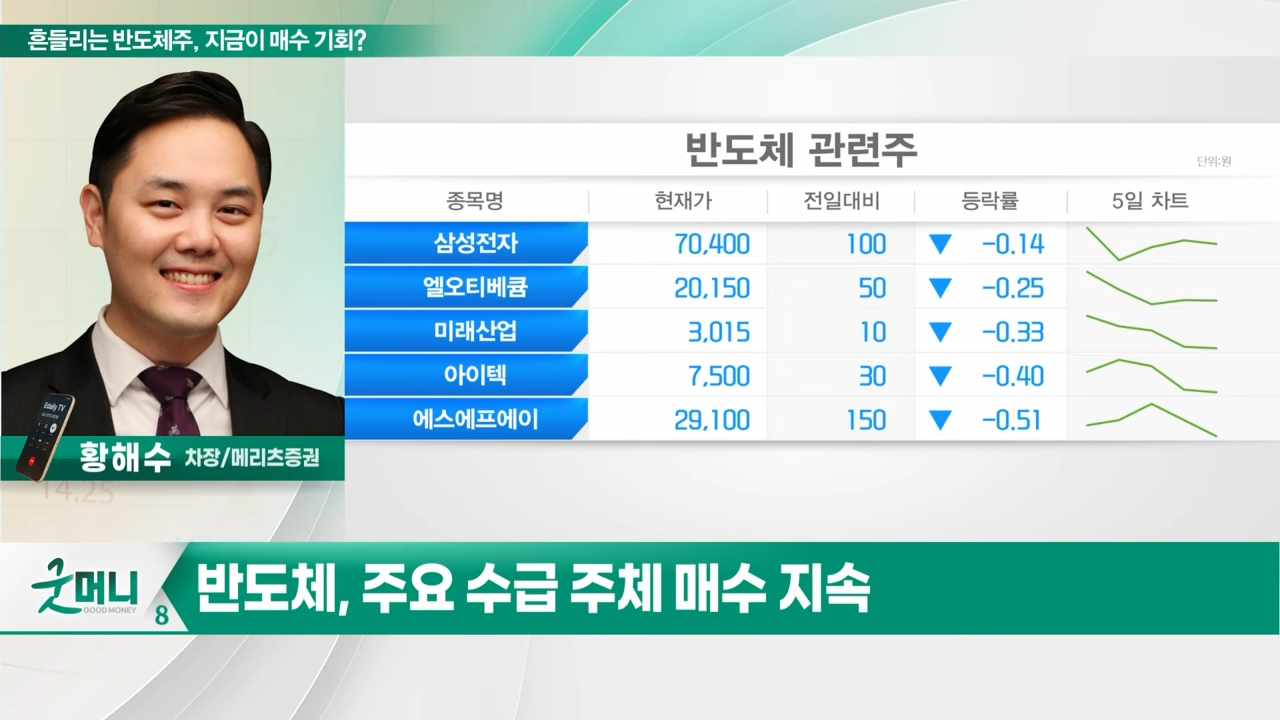 흔들리는 반도체주, 지금이 매수 기회?
반도체 관련주
단위:원
종목명 현재가 전일대비 등락률 5일 차트
삼성전자 70,400 100 ▼ -0.14
엘오티베큠 20,150 50 ▼ -0.25
미래산업 3,015 10 ▼ -0.33
아이텍 7,500 30 ▼ -0.40
에스에프에이 29,100 150 ▼ -0.51
Edaily TV
황해수 차장/메리츠증권
14.25
굿머니
GOOD MONEY
8
반도체, 주요 수급 주체 매수 지속